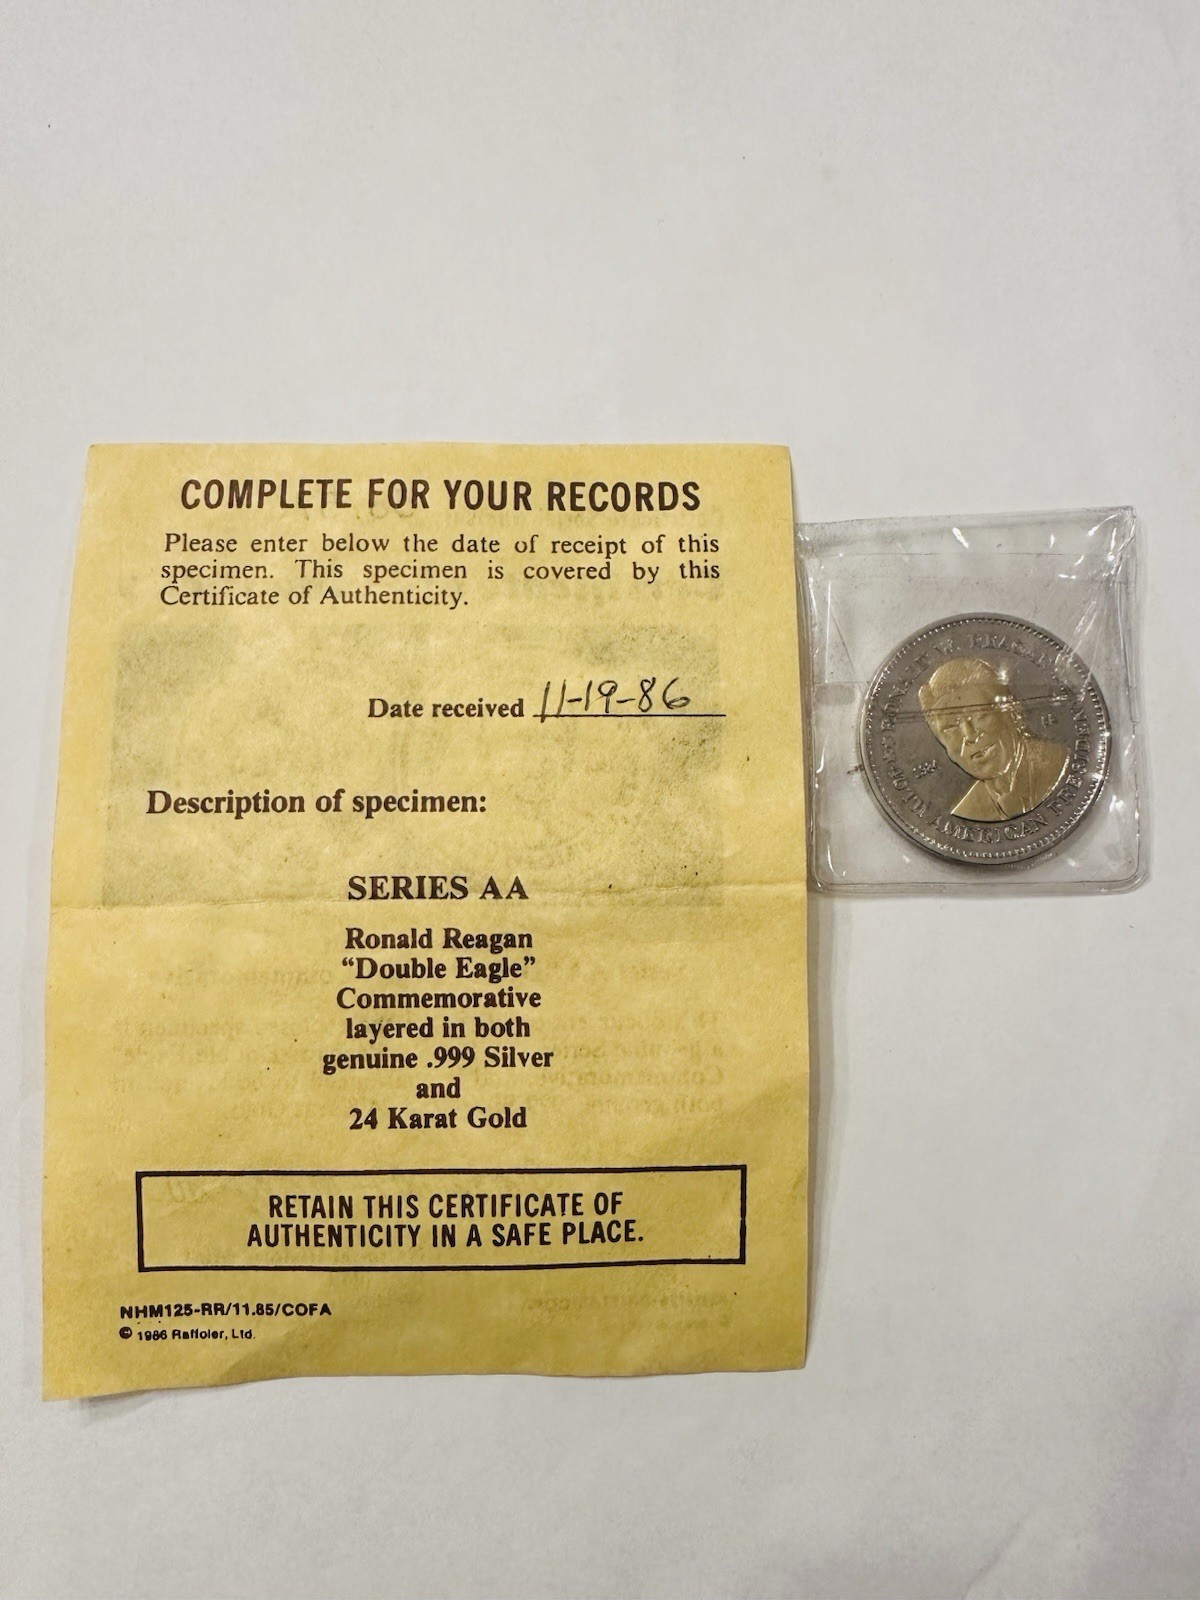 COMPLETE FOR YOUR RECORDS
Please enter below the date of receipt of this
specimen. This specimen is covered by this
Certificate of Authenticity.
Date received 11-19-86
Description of specimen:
SERIES AA
Ronald Reagan
“Double Eagle”
Commemorative
layered in both
genuine .999 Silver
and
24 Karat Gold
RETAIN THIS CERTIFICATE OF
AUTHENTICITY IN A SAFE PLACE.
NHM125-RR/11.85/COFA
© 1986 Raffoler, Ltd.
RONALD W. REAGAN
40TH AMERICAN PRESIDENT